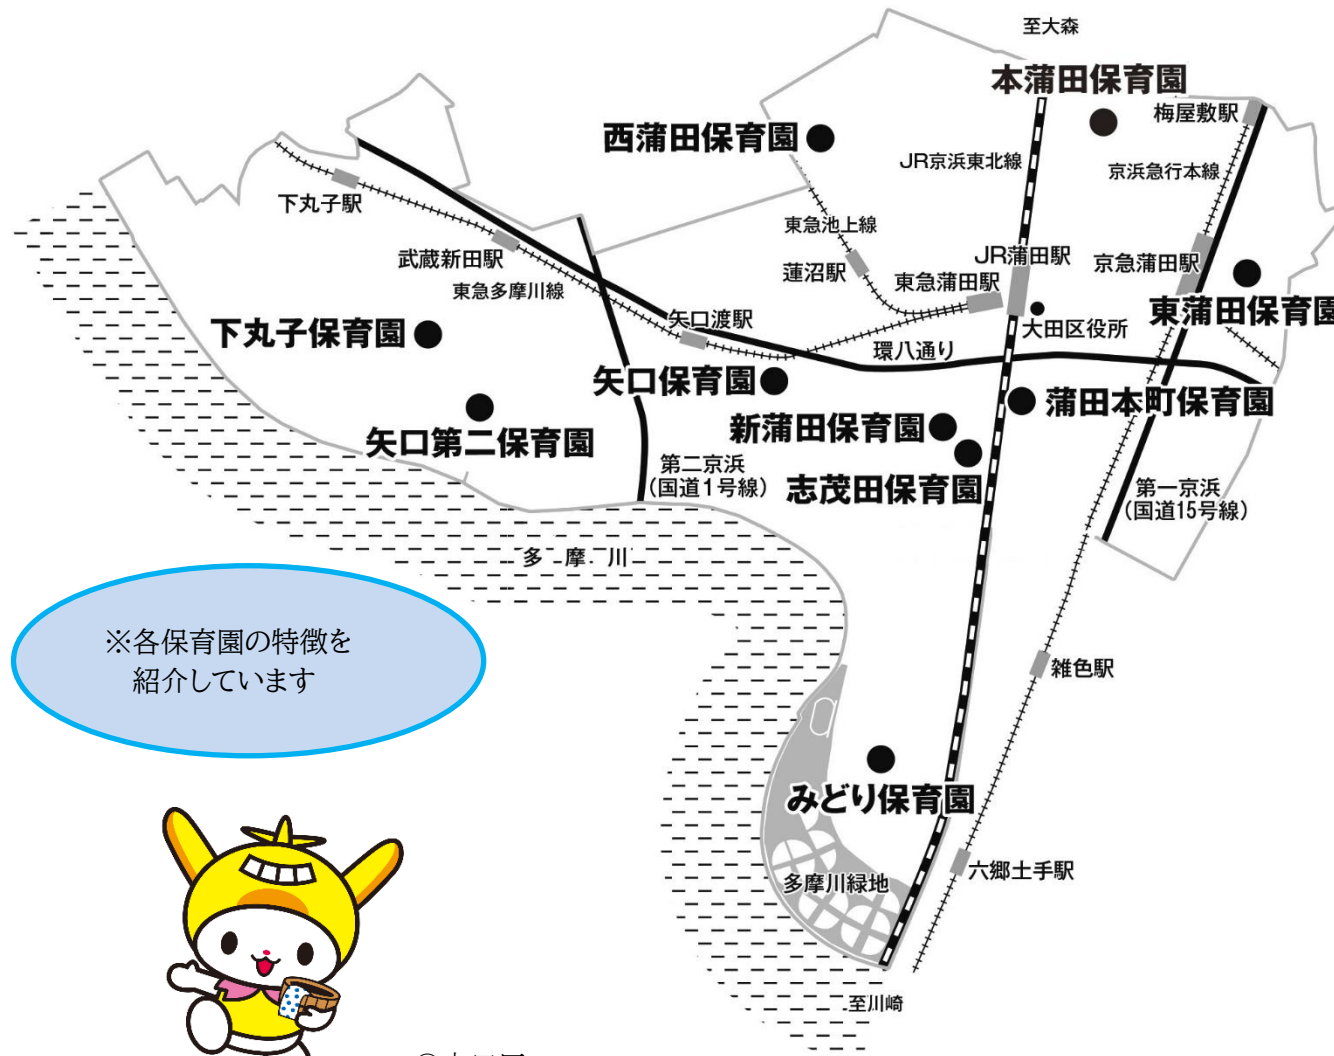 至大森
本蒲田保育園
梅屋敷駅
西蒲田保育園
JR京浜東北線
京浜急行本線
下丸子駅
東急池上線
武蔵新田駅
蓮沼駅
JR蒲田駅
京急蒲田駅
東急多摩川線
東急蒲田駅
下丸子保育園
矢口渡駅
大田区役所
東蒲田保育園
環八通り
矢口保育園
蒲田本町保育園
矢口第二保育園
新蒲田保育園
第二京浜
(国道1号線)
志茂田保育園
第一京浜
(国道15号線)
多摩川
※各保育園の特徴を
紹介しています
雑色駅
みどり保育園
六郷土手駅
多摩川緑地
至川崎